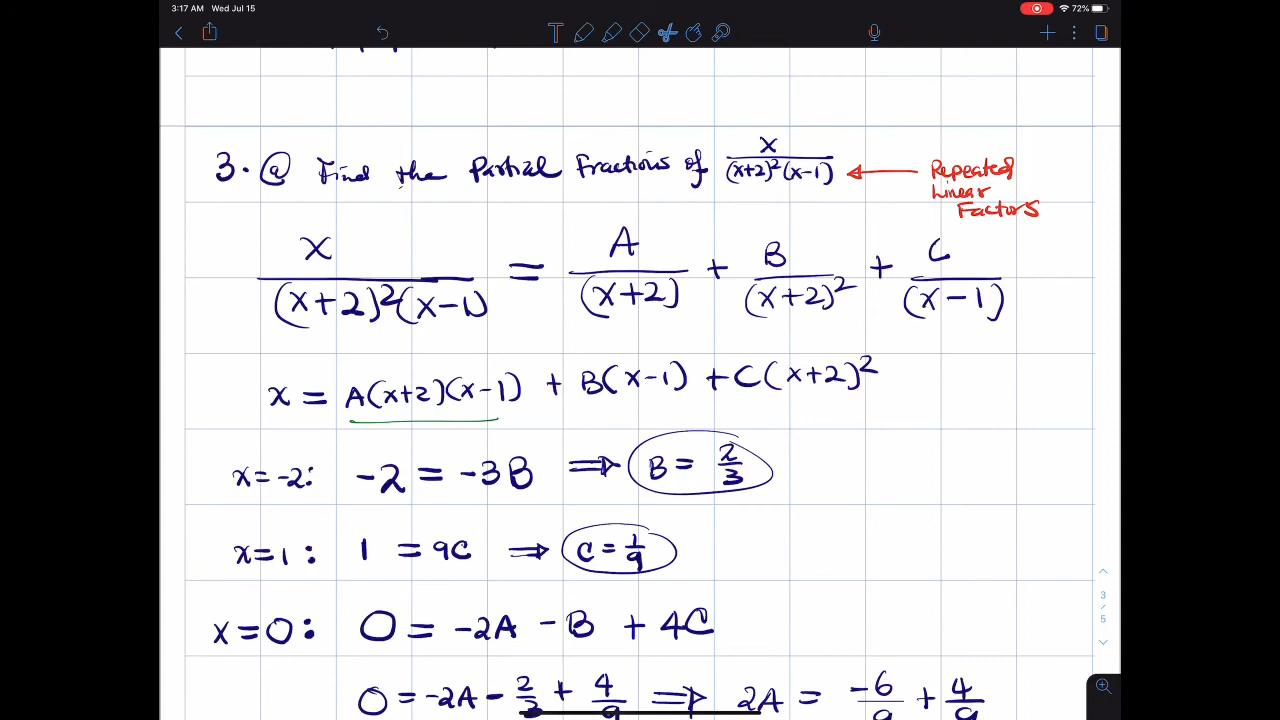 3:17 AM Wed Jul 15
72%
3. (a) Find the Partial Fractions of x/((x+2)²(x-1)) ← Repeated Linear Factors
x/((x+2)²(x-1)) = A/(x+2) + B/(x+2)² + C/(x-1)
x = A(x+2)(x-1) + B(x-1) + C(x+2)²
x=-2: -2 = -3B ⟹ B = 2/3
x=1: 1 = 9C ⟹ C = 1/9
x=0: 0 = -2A - B + 4C
0 = -2A - 2/3 + 4/9 ⟹ 2A = -6/9 + 4/9
3/5